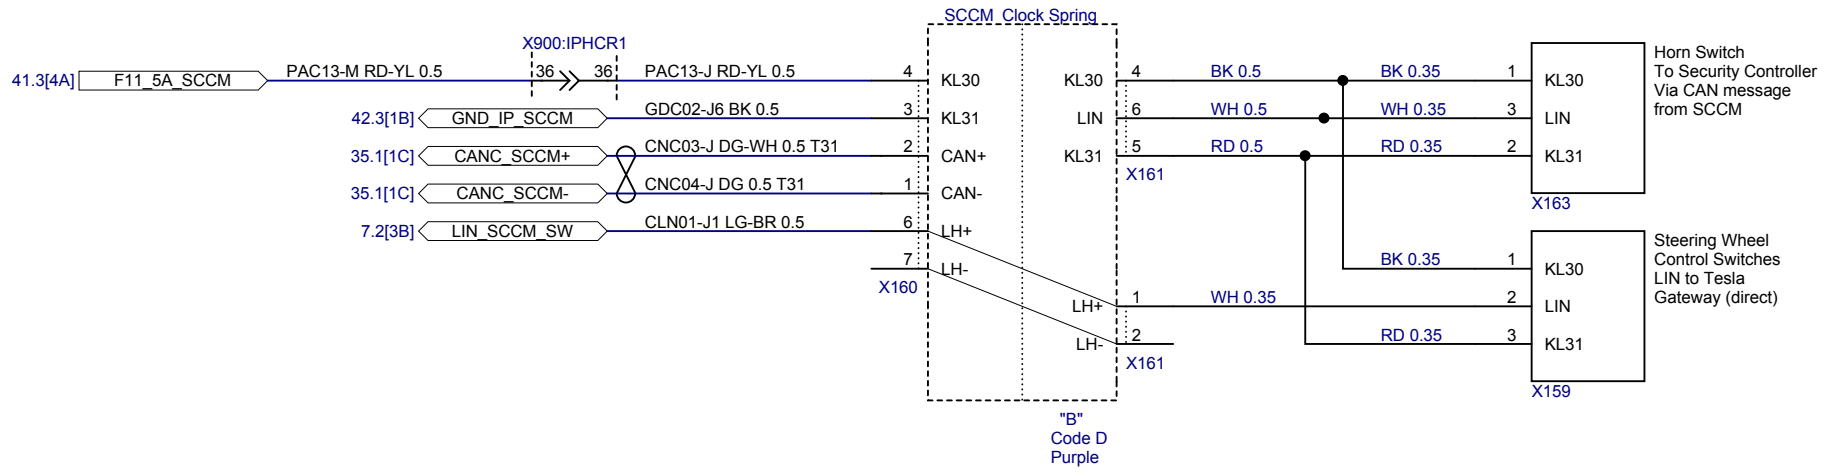 SCCM Clock Spring
X900:IPHCR1
41.3[4A] F11_5A_SCCM PAC13-M RD-YL 0.5 36 36 PAC13-J RD-YL 0.5 4 KL30 KL30 4 BK 0.5 BK 0.35 1 KL30
42.3[1B] GND_IP_SCCM GDC02-J6 BK 0.5 3 KL31 LIN 6 WH 0.5 WH 0.35 3 LIN
35.1[1C] CANC_SCCM+ CNC03-J DG-WH 0.5 T31 2 CAN+ KL31 5 RD 0.5 RD 0.35 2 KL31
X161
35.1[1C] CANC_SCCM- CNC04-J DG 0.5 T31 1 CAN-
X163
Horn Switch
To Security Controller
Via CAN message
from SCCM
7.2[3B] LIN_SCCM_SW CLN01-J1 LG-BR 0.5 6 LH+
7 LH-
X160
BK 0.35 1 KL30
LH+ 1 WH 0.35 2 LIN
LH- 2 RD 0.35 3 KL31
X161
X159
Steering Wheel
Control Switches
LIN to Tesla
Gateway (direct)
"B"
Code D
Purple